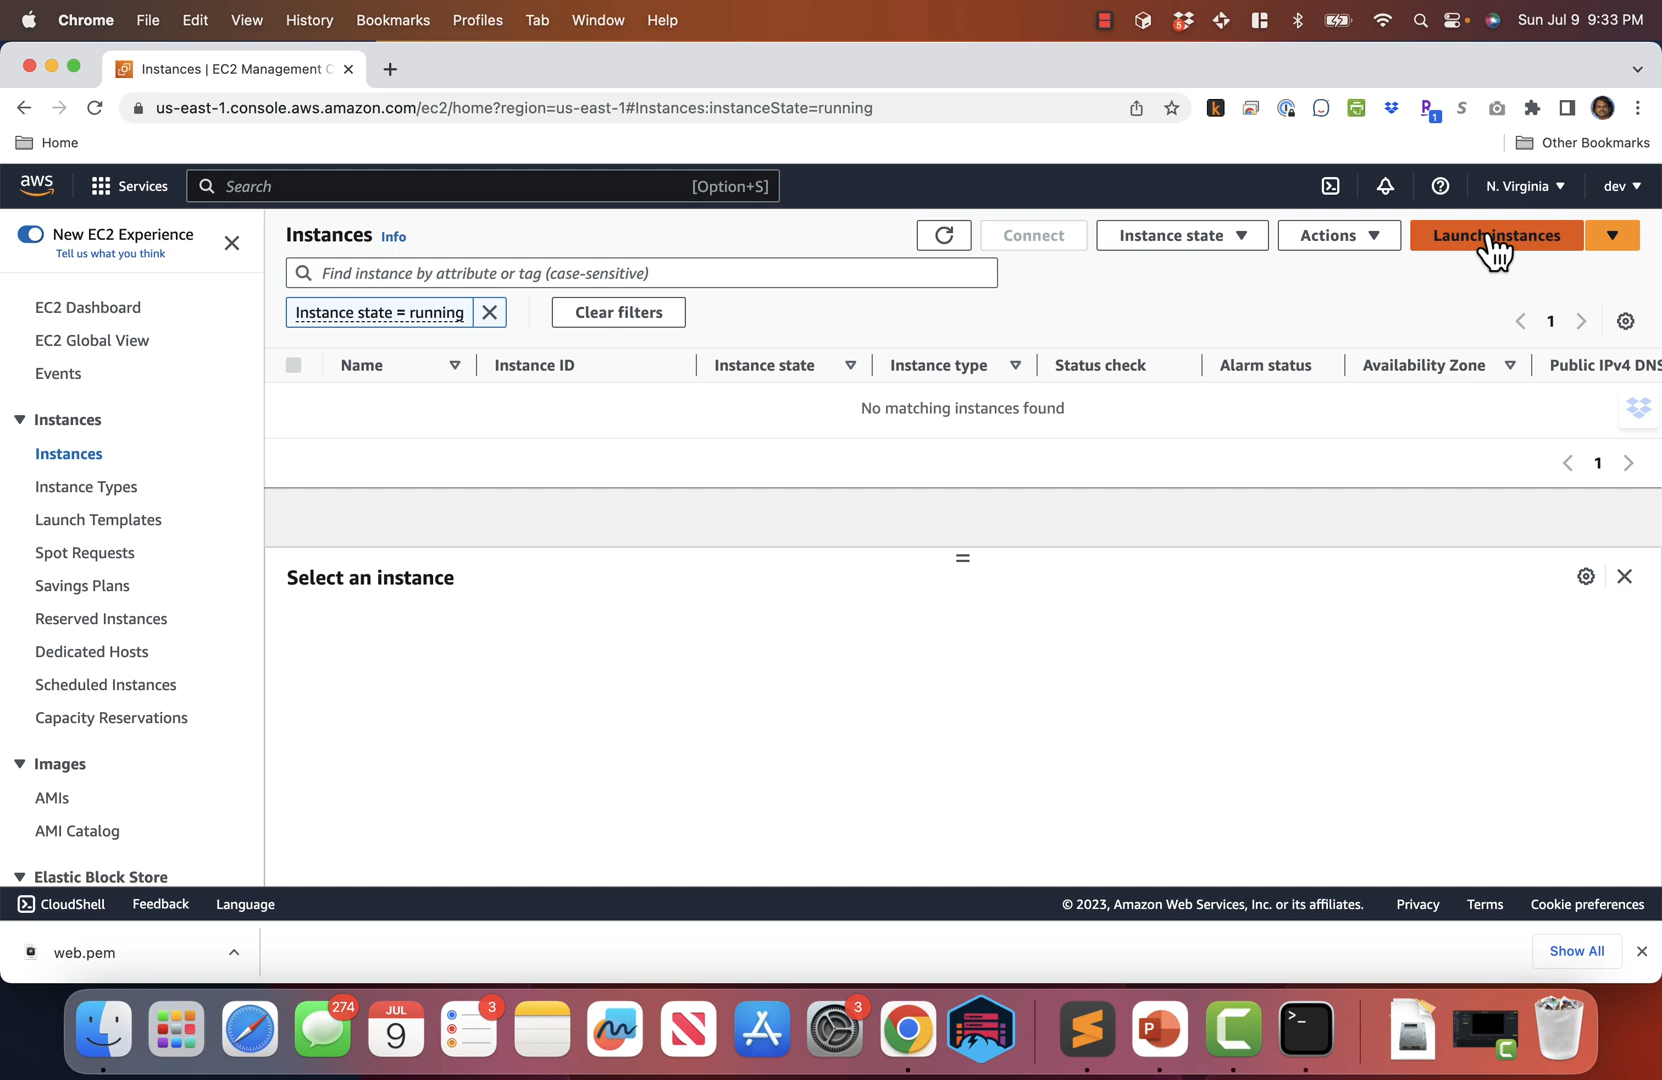 Chrome File Edit View History Bookmarks Profiles Tab Window Help 5 Sun Jul 9 9:33 PM
Instances | EC2 Management C
us-east-1.console.aws.amazon.com/ec2/home?region=us-east-1#Instances:instanceState=running 1
Home Other Bookmarks
aws Services Search [Option+S] N. Virginia dev
New EC2 Experience
Tell us what you think
Instances Info Connect Instance state Actions Launch instances
Find instance by attribute or tag (case-sensitive)
Instance state = running Clear filters 1
Name Instance ID Instance state Instance type Status check Alarm status Availability Zone Public IPv4 DNS
No matching instances found
1
Select an instance
EC2 Dashboard
EC2 Global View
Events
Instances
Instances
Instance Types
Launch Templates
Spot Requests
Savings Plans
Reserved Instances
Dedicated Hosts
Scheduled Instances
Capacity Reservations
Images
AMIs
AMI Catalog
Elastic Block Store
CloudShell Feedback Language © 2023, Amazon Web Services, Inc. or its affiliates. Privacy Terms Cookie preferences
web.pem Show All
274 JUL 9 3 3